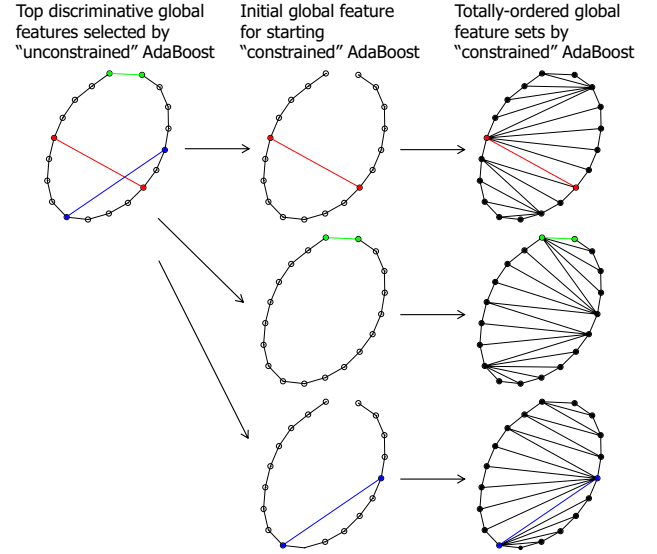 Top discriminative global
features selected by
“unconstrained” AdaBoost
Initial global feature
for starting
“constrained” AdaBoost
Totally-ordered global
feature sets by
“constrained” AdaBoost